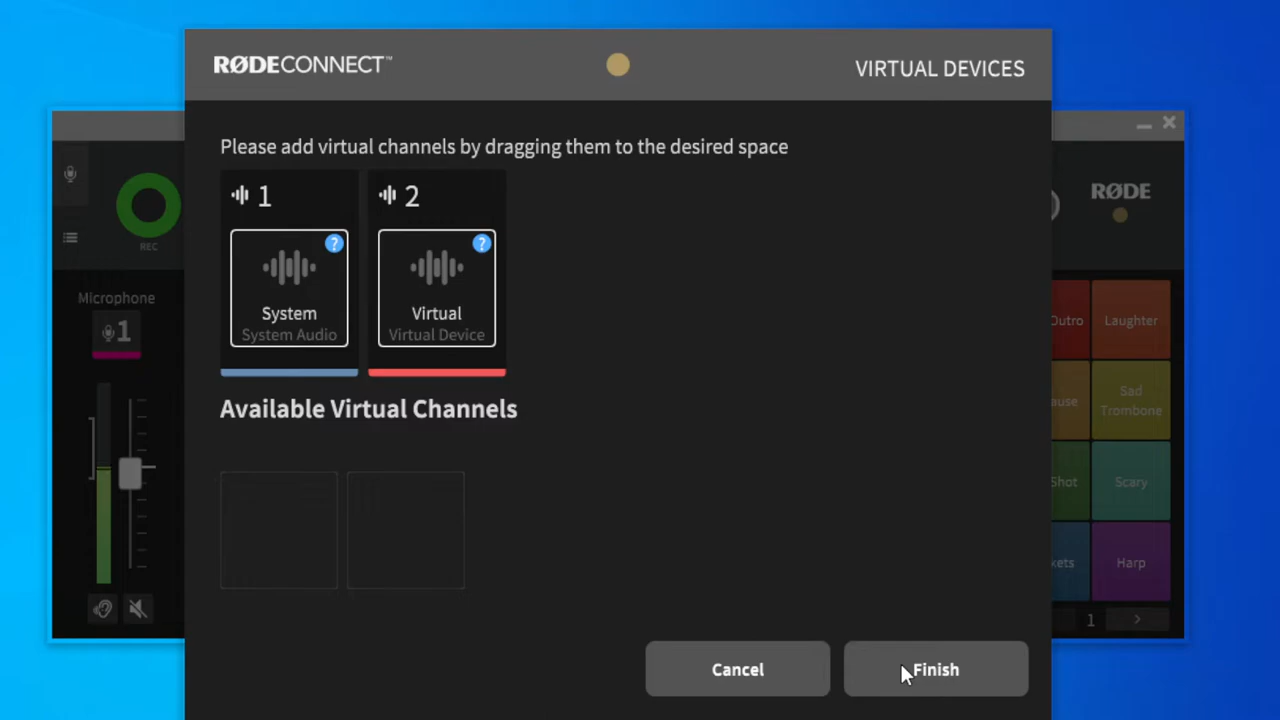 RØDECONNECT™
VIRTUAL DEVICES
Please add virtual channels by dragging them to the desired space
1
2
?
?
System
System Audio
Virtual
Virtual Device
Available Virtual Channels
Cancel
Finish
REC
Microphone
1
RØDE
Outro
Laughter
ause
Sad
Trombone
Shot
Scary
kets
Harp
1